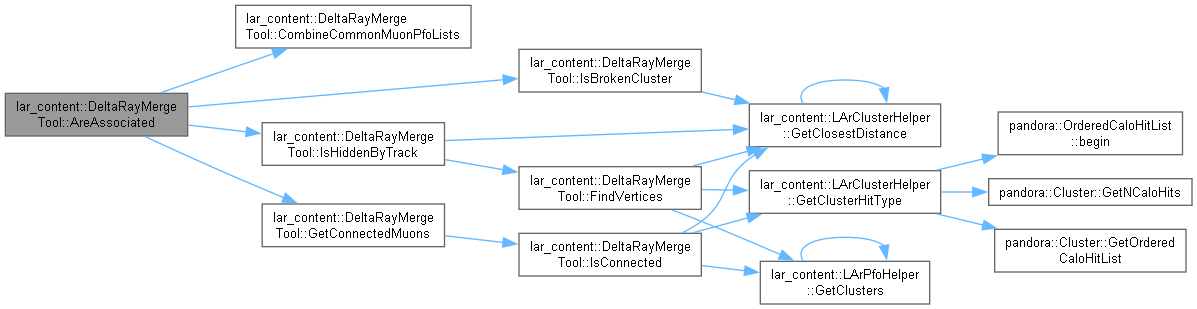 lar_content::DeltaRayMerge
Tool::AreAssociated
lar_content::DeltaRayMerge
Tool::CombineCommonMuonPfoLists
lar_content::DeltaRayMerge
Tool::IsHiddenByTrack
lar_content::DeltaRayMerge
Tool::GetConnectedMuons
lar_content::DeltaRayMerge
Tool::IsBrokenCluster
lar_content::DeltaRayMerge
Tool::FindVertices
lar_content::DeltaRayMerge
Tool::IsConnected
lar_content::LArClusterHelper
::GetClosestDistance
lar_content::LArClusterHelper
::GetClusterHitType
lar_content::LArPfoHelper
::GetClusters
pandora::OrderedCaloHitList
::begin
pandora::Cluster::GetNCaloHits
pandora::Cluster::GetOrdered
CaloHitList